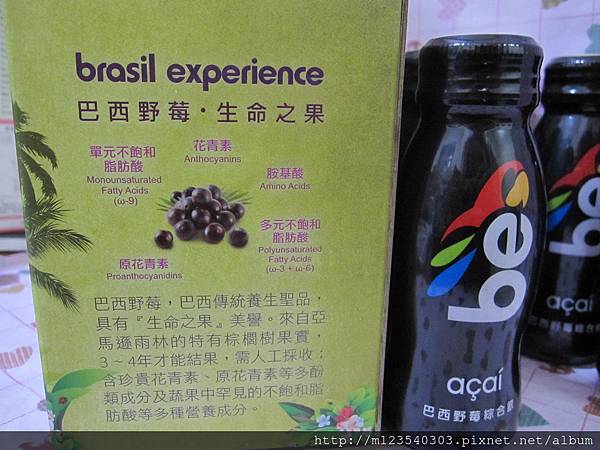 brasil experience
巴西野莓·生命之果
花青素
Anthocyanins
單元不飽和
脂肪酸
Monounsaturated
Fatty Acids
(ω-9)
胺基酸
Amino Acids
多元不飽和
脂肪酸
Polyunsaturated
Fatty Acids
(ω-3 + ω-6)
原花青素
Proanthocyanidins
巴西野莓，巴西傳統養生聖品，
具有『生命之果』美譽。來自亞
馬遜雨林的特有棕櫚樹果實，
3～4年才能結果，需人工採收；
含珍貴花青素、原花青素等多酚
類成分及蔬果中罕見的不飽和脂
肪酸等多種營養成分。
be
açaí
巴西野莓綜合飲
be
açaí
巴西野莓綜合飲
http://m123540303.pixnet.net/album